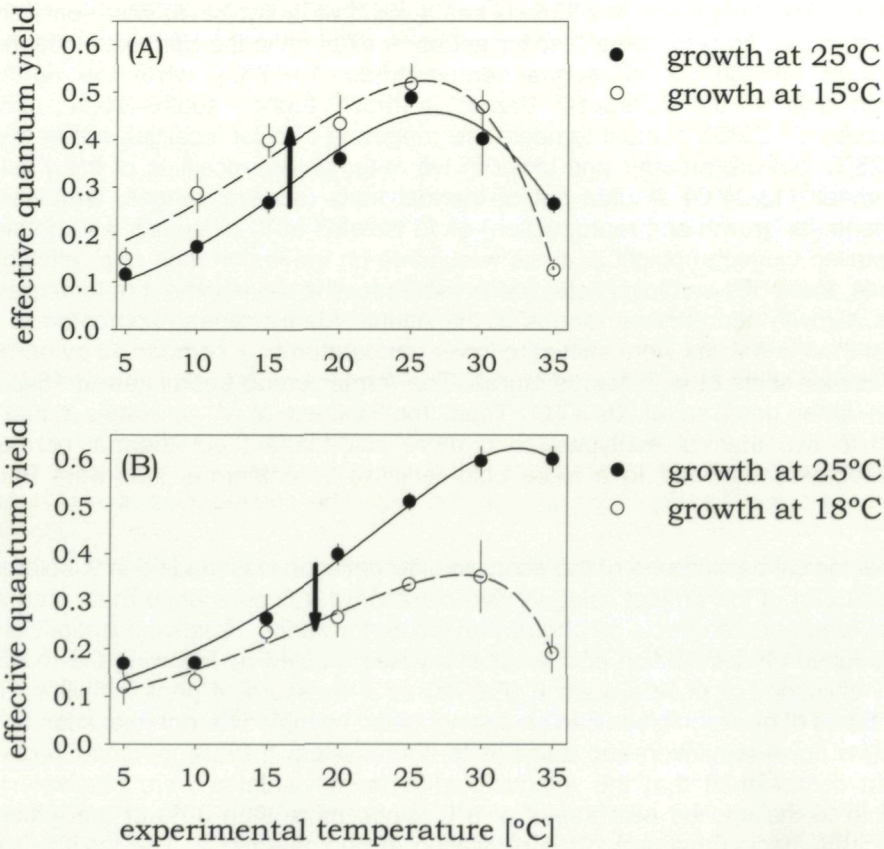 (A)
growth at 25°C
growth at 15°C
effective quantum yield
0.6
0.5
0.4
0.3
0.2
0.1
0.0
5 10 15 20 25 30 35
(B)
growth at 25°C
growth at 18°C
effective quantum yield
0.6
0.5
0.4
0.3
0.2
0.1
0.0
5 10 15 20 25 30 35
experimental temperature [°C]